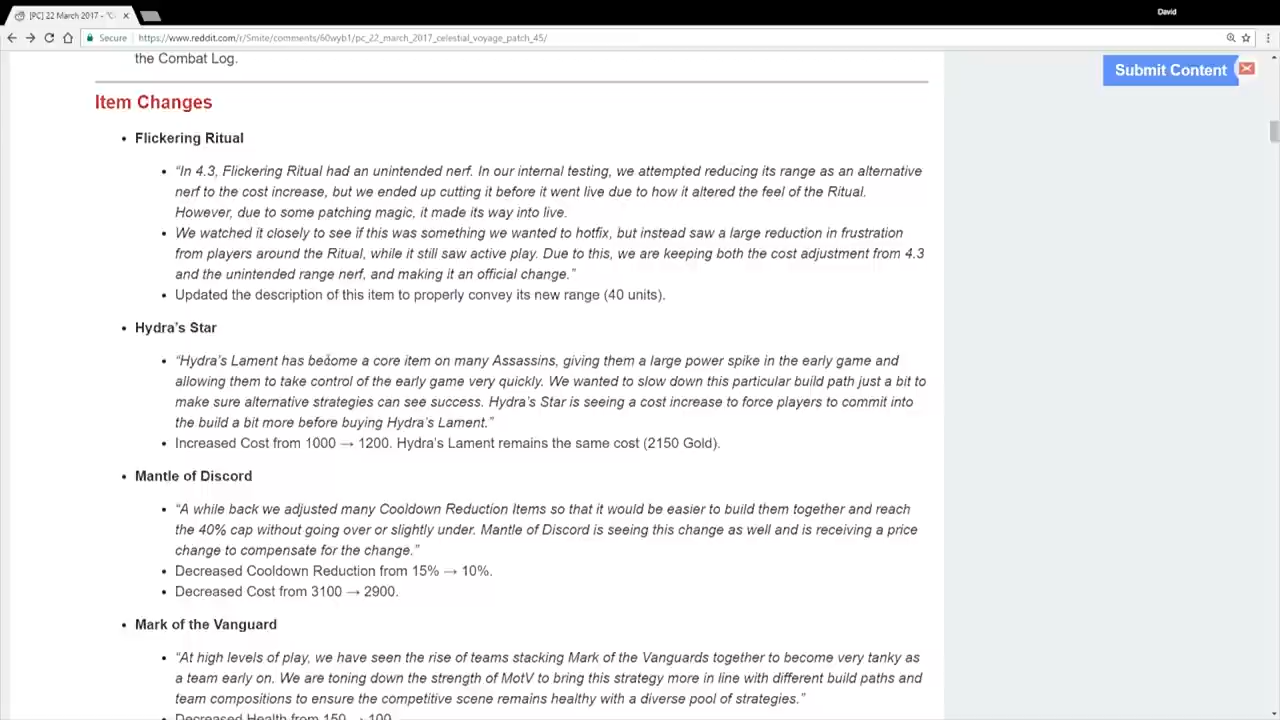 David
[PC] 22 March 2017 - "C
Secure
https://www.reddit.com/r/Smite/comments/60wyb1/pc_22_march_2017_celestial_voyage_patch_45/
the Combat Log.
Submit Content
Item Changes
• Flickering Ritual
• “In 4.3, Flickering Ritual had an unintended nerf. In our internal testing, we attempted reducing its range as an alternative
nerf to the cost increase, but we ended up cutting it before it went live due to how it altered the feel of the Ritual.
However, due to some patching magic, it made its way into live.
• We watched it closely to see if this was something we wanted to hotfix, but instead saw a large reduction in frustration
from players around the Ritual, while it still saw active play. Due to this, we are keeping both the cost adjustment from 4.3
and the unintended range nerf, and making it an official change.”
• Updated the description of this item to properly convey its new range (40 units).
• Hydra’s Star
• “Hydra’s Lament has become a core item on many Assassins, giving them a large power spike in the early game and
allowing them to take control of the early game very quickly. We wanted to slow down this particular build path just a bit to
make sure alternative strategies can see success. Hydra’s Star is seeing a cost increase to force players to commit into
the build a bit more before buying Hydra’s Lament.”
• Increased Cost from 1000 → 1200. Hydra’s Lament remains the same cost (2150 Gold).
• Mantle of Discord
• “A while back we adjusted many Cooldown Reduction Items so that it would be easier to build them together and reach
the 40% cap without going over or slightly under. Mantle of Discord is seeing this change as well and is receiving a price
change to compensate for the change.”
• Decreased Cooldown Reduction from 15% → 10%.
• Decreased Cost from 3100 → 2900.
• Mark of the Vanguard
• “At high levels of play, we have seen the rise of teams stacking Mark of the Vanguards together to become very tanky as
a team early on. We are toning down the strength of MotV to bring this strategy more in line with different build paths and
team compositions to ensure the competitive scene remains healthy with a diverse pool of strategies.”
• Decreased Health from 150 → 100.